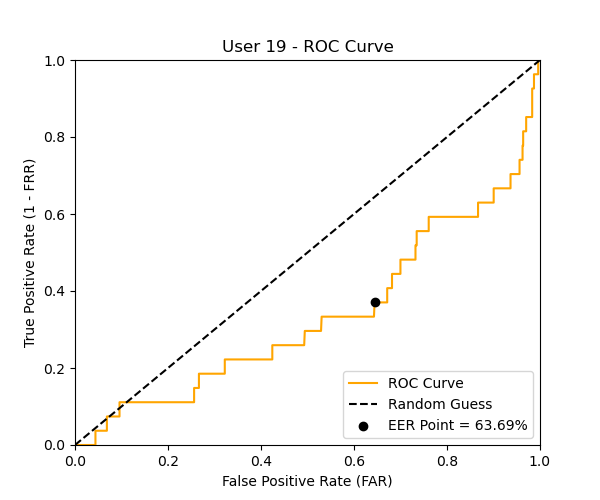 User 19 - ROC Curve
True Positive Rate (1 - FRR)
1.0
0.8
0.6
0.4
0.2
0.0
0.0 0.2 0.4 0.6 0.8 1.0
False Positive Rate (FAR)
ROC Curve
Random Guess
EER Point = 63.69%